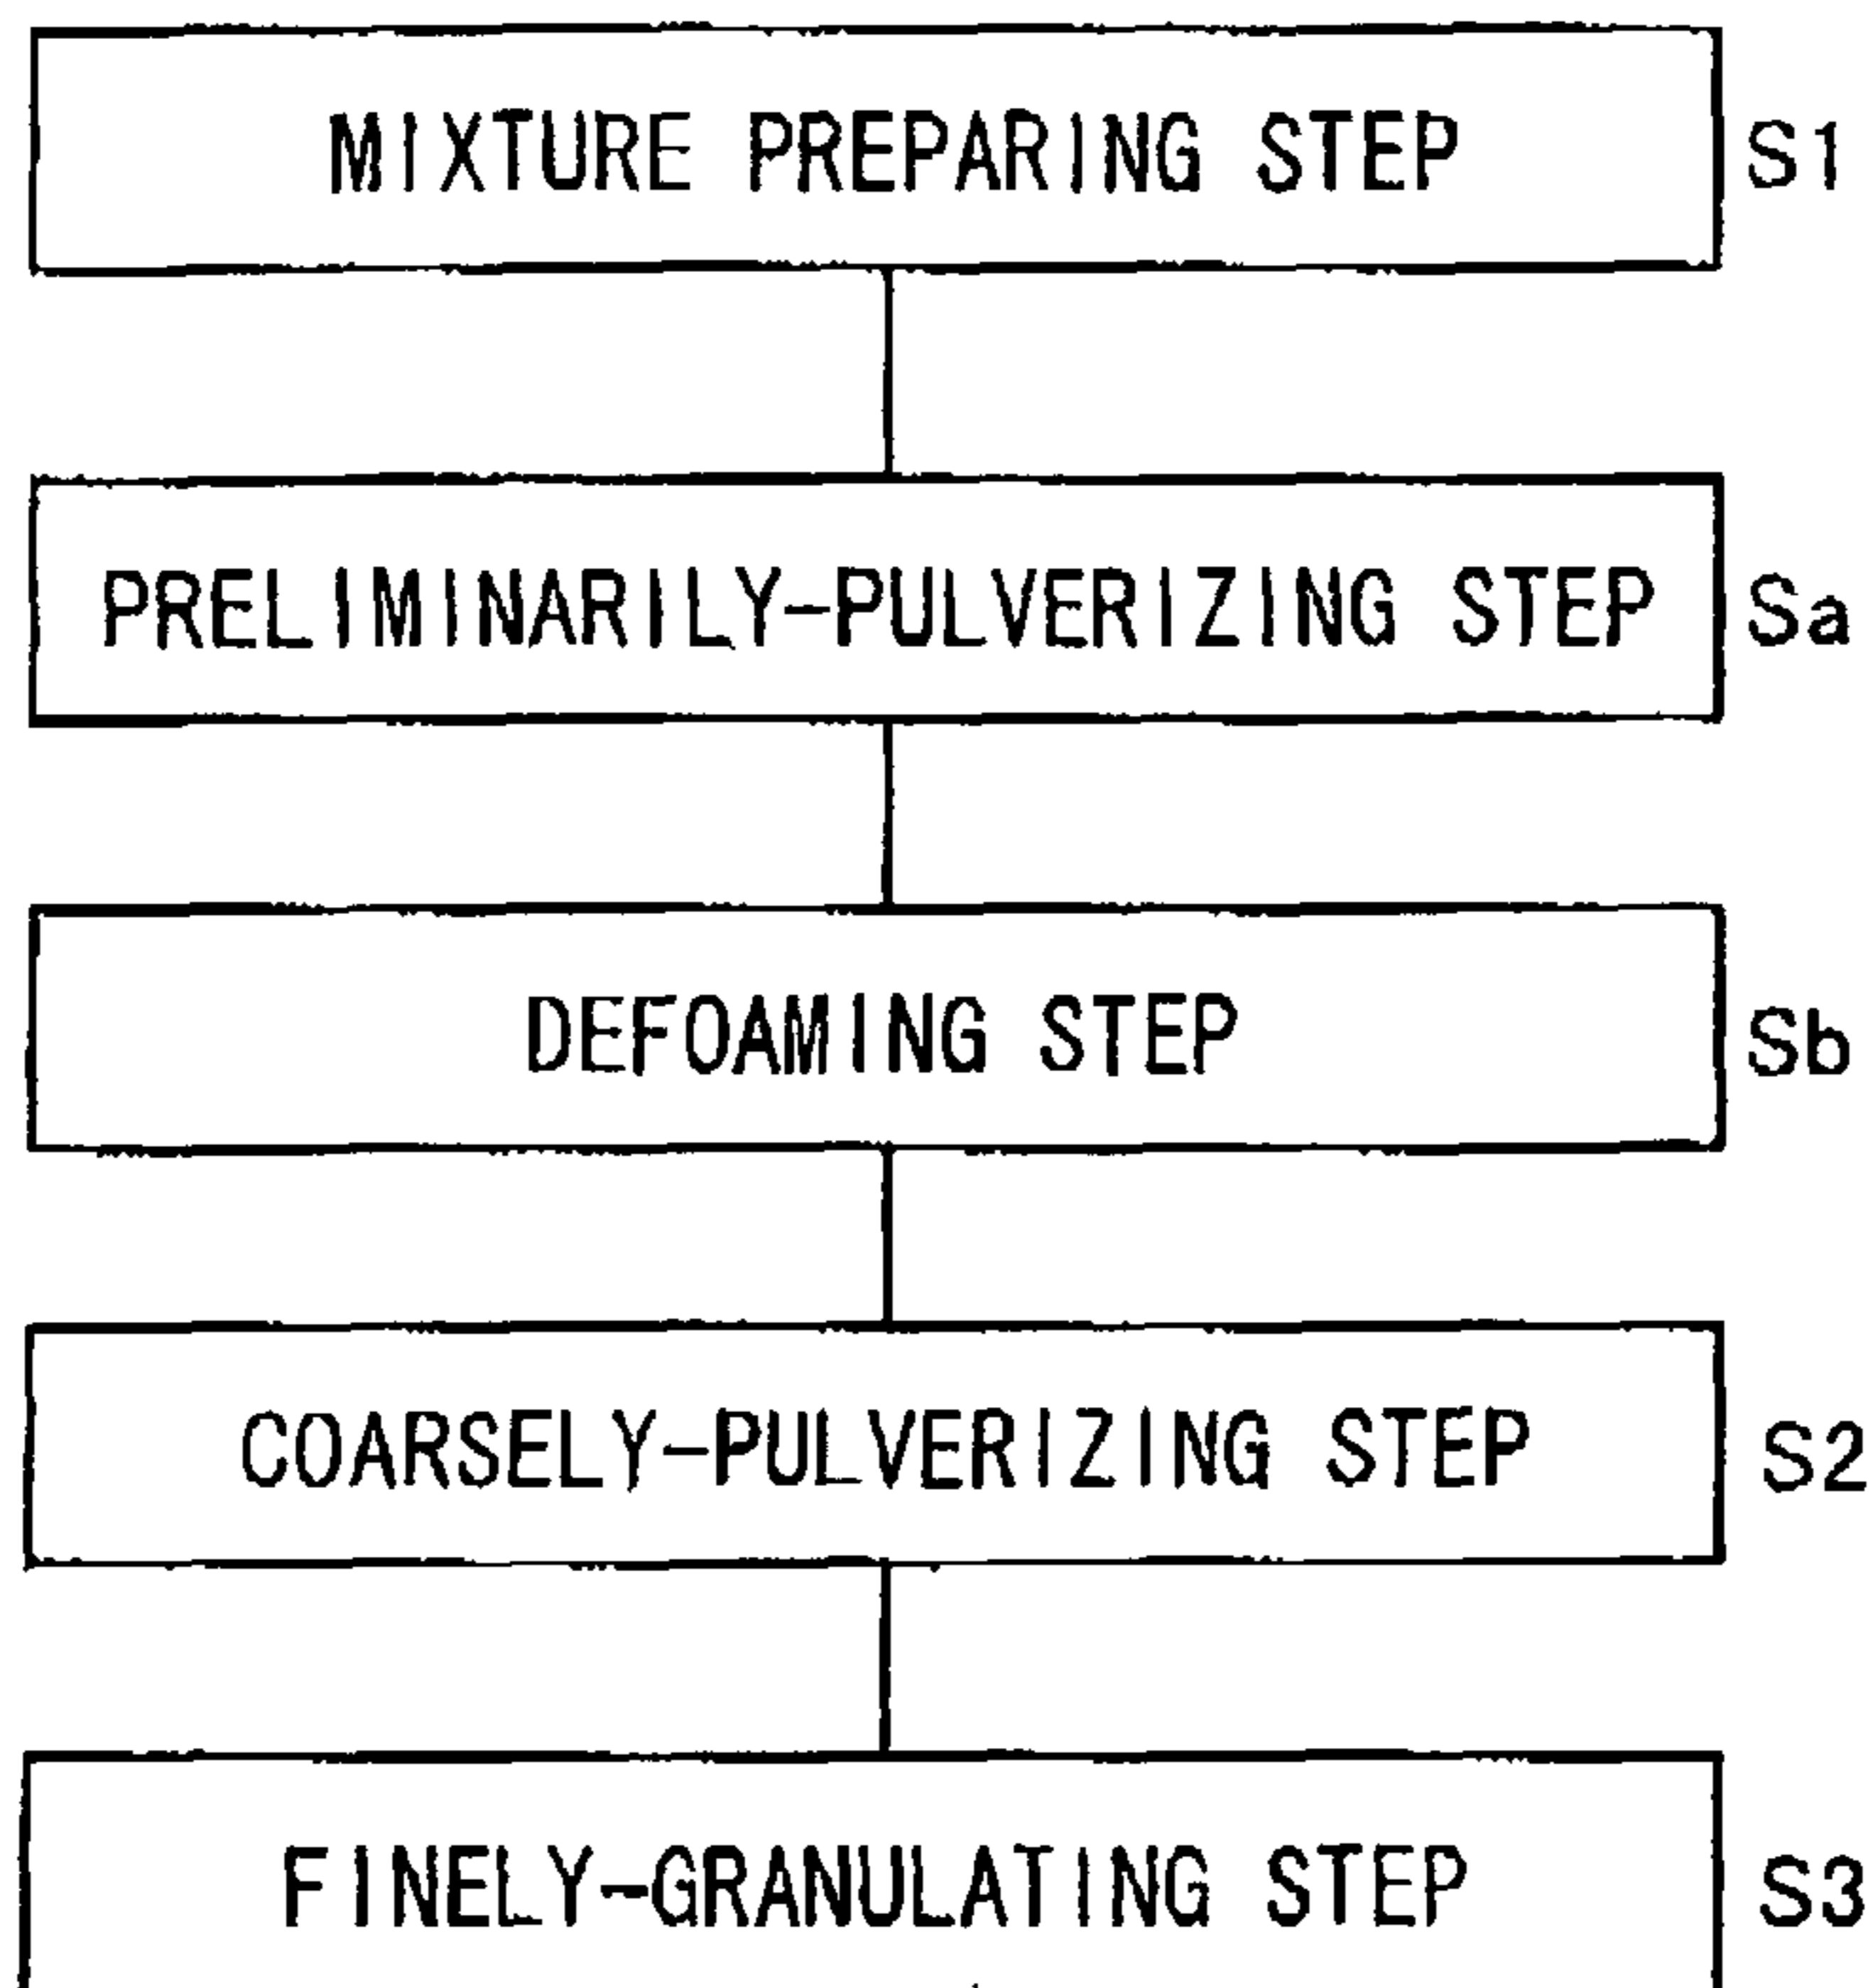 MIXTURE PREPARING STEP S1
PRELIMINARILY-PULVERIZING STEP Sa
DEFOAMING STEP Sb
COARSELY-PULVERIZING STEP S2
FINELY-GRANULATING STEP S3